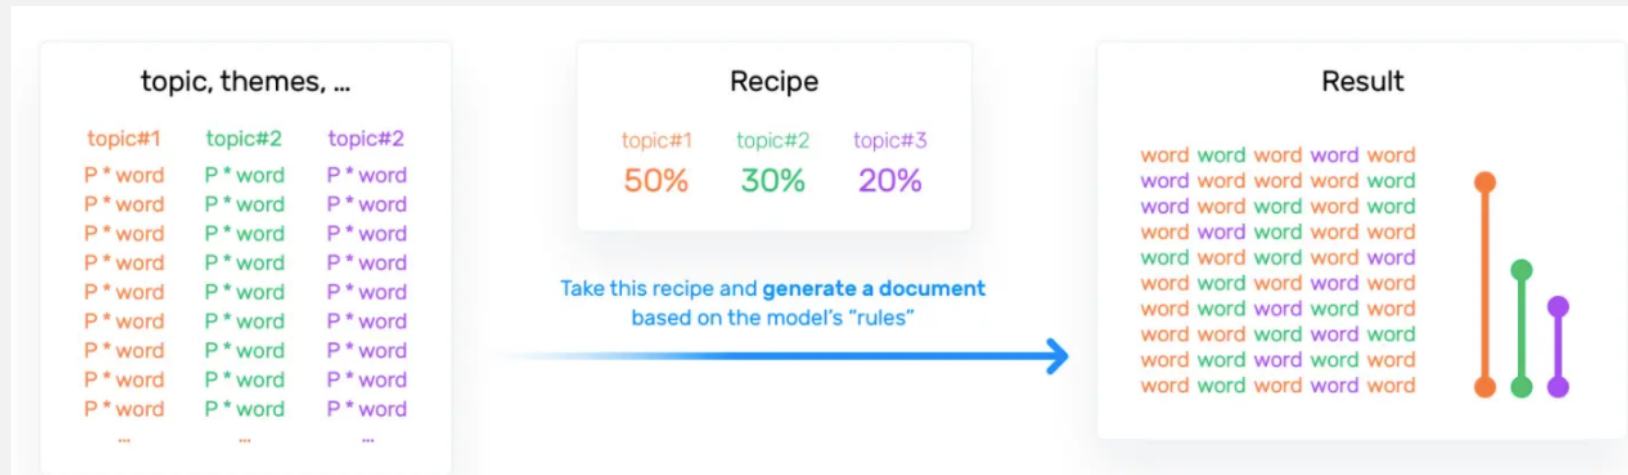 topic, themes, ...
topic#1 topic#2 topic#2
P * word P * word P * word
P * word P * word P * word
P * word P * word P * word
P * word P * word P * word
P * word P * word P * word
P * word P * word P * word
P * word P * word P * word
P * word P * word P * word
P * word P * word P * word
... ... ...
Recipe
topic#1 topic#2 topic#3
50% 30% 20%
Take this recipe and generate a document
based on the model's "rules"
Result
word word word word word
word word word word word
word word word word word
word word word word word
word word word word word
word word word word word
word word word word word
word word word word word
word word word word word
word word word word word